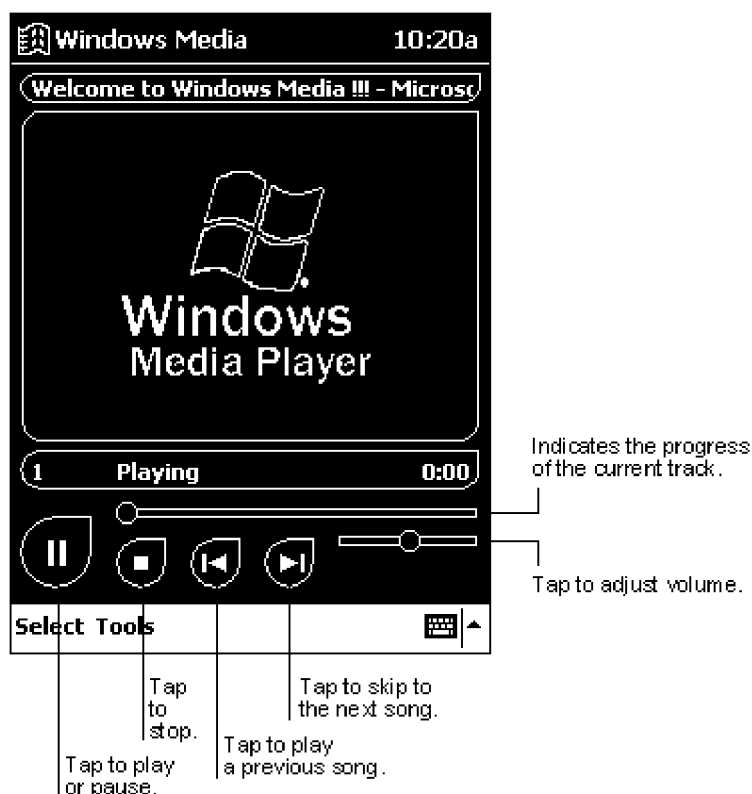 Windows Media 10:20a
Welcome to Windows Media !!! - Microso
Windows
Media Player
1 Playing 0:00
Indicates the progress
of the current track.
Tap to adjust volume.
Select Tools
Tap
to
stop.
Tap to skip to
the next song.
Tap to play
a previous song.
Tap to play
or pause.